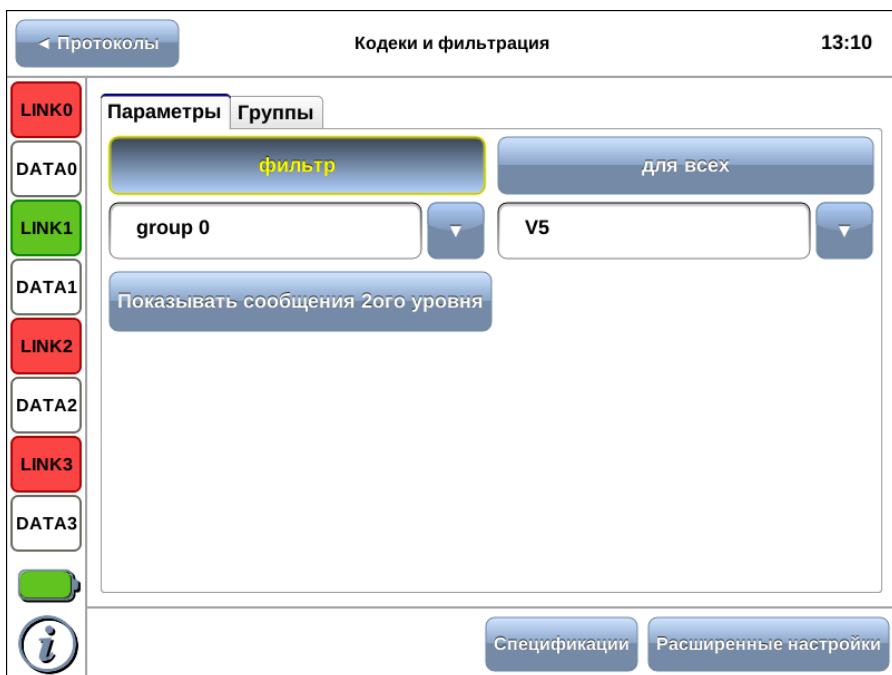 ◄ Протоколы
Кодеки и фильтрация
13:10
LINK0
DATA0
LINK1
DATA1
LINK2
DATA2
LINK3
DATA3
Параметры
Группы
фильтр
для всех
group 0
V5
Показывать сообщения 2ого уровня
i
Спецификации
Расширенные настройки